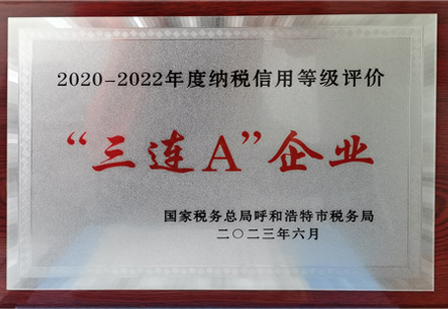 2020-2022年度纳税信用等级评价
“三连A”企业
国家税务总局呼和浩特市税务局
二〇二三年六月